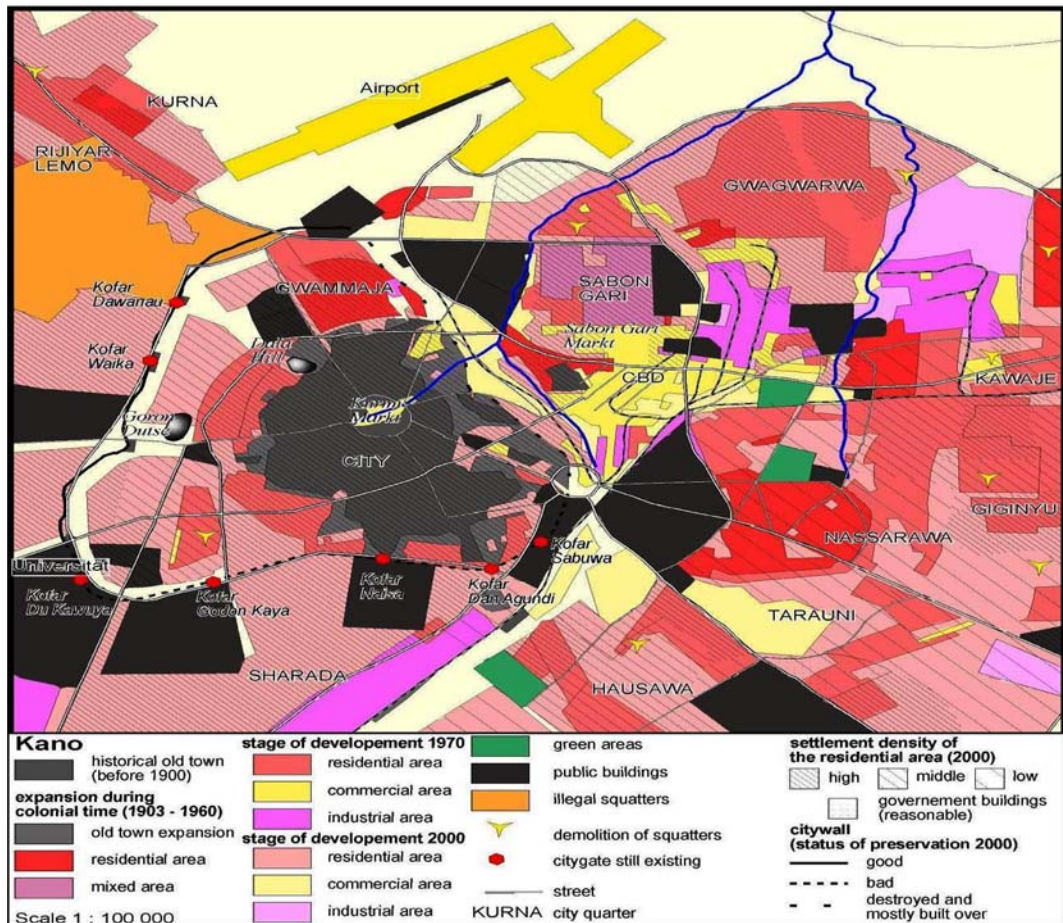 Airport
KURNA
RIJIYAR
LEMO
GWAGWARWA
Kofar
Dawanau
GWAMMAJA
SABON
GARI
Kofar
Waika
Dala
Hill
Sabon Gari
Markt
CBD
KAWAJE
Goron
Dutse
Kurmi
Markt
CITY
GIGINYU
NASSARAWA
Universität
Kofar
Du Kawuya
Kofar
Godon Kaya
Kofar
Naisa
Kofar
Dan Agundi
Kofar
Sabuwa
TARAUNI
SHARADA
HAUSAWA
Kano
historical old town
(before 1900)
expansion during
colonial time (1903 - 1960)
old town expansion
residential area
mixed area
Scale 1 : 100 000
stage of developement 1970
residential area
commercial area
industrial area
stage of developement 2000
residential area
commercial area
industrial area
green areas
public buildings
illegal squatters
demolition of squatters
citygate still existing
street
KURNA city quarter
settlement density of
the residential area (2000)
high middle low
governement buildings
(reasonable)
citywall
(status of preservation 2000)
good
bad
destroyed and
mostly built over